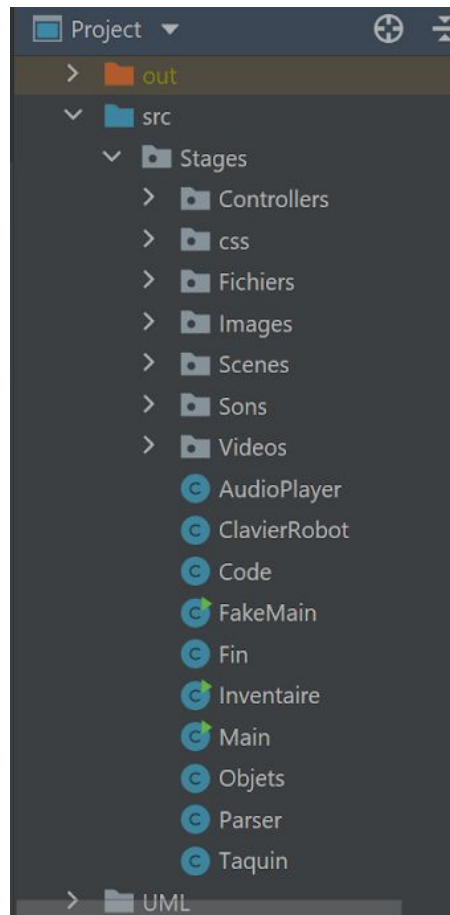 Project
out
src
Stages
Controllers
css
Fichiers
Images
Scenes
Sons
Videos
C AudioPlayer
C ClavierRobot
C Code
C FakeMain
C Fin
C Inventaire
C Main
C Objets
C Parser
C Taquin
UML